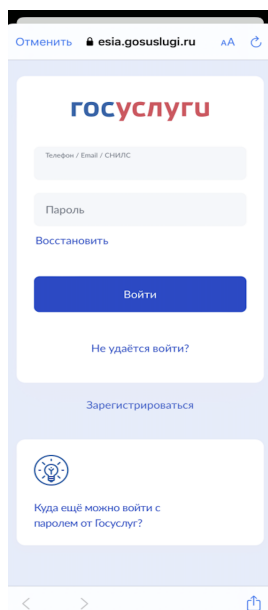 Отменить esia.gosuslugi.ru AA
госуслуги
Телефон / Email / СНИЛС
Пароль
Восстановить
Войти
Не удаётся войти?
Зарегистрироваться
Куда ещё можно войти с
паролем от Госуслуг?